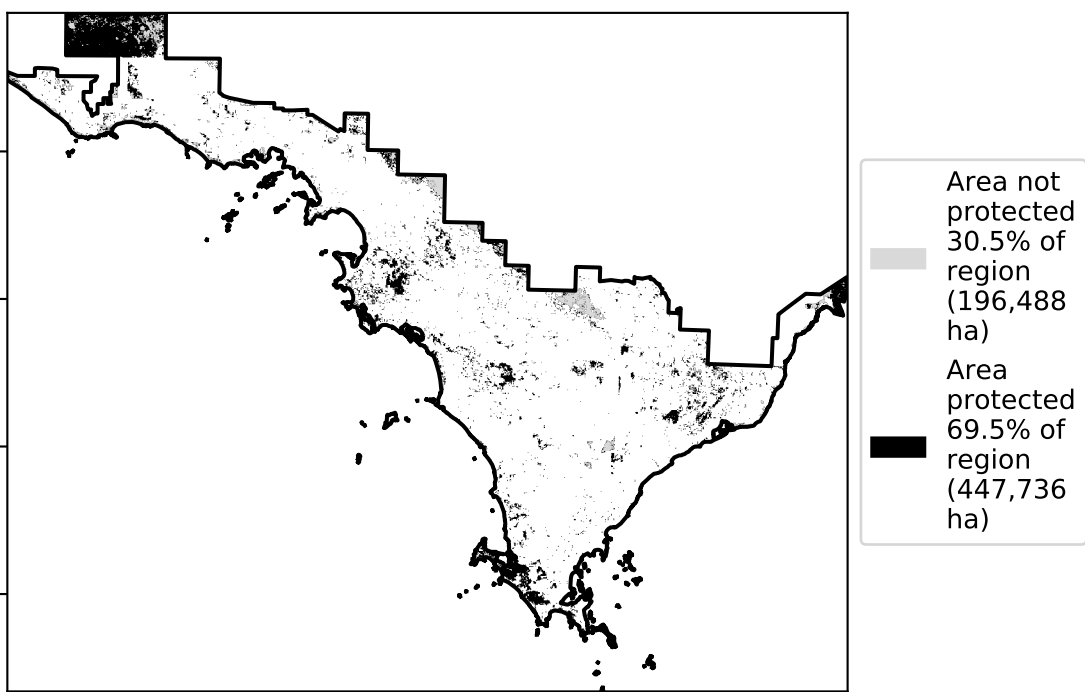 Area not
protected
30.5% of
region
(196,488
ha)
Area
protected
69.5% of
region
(447,736
ha)